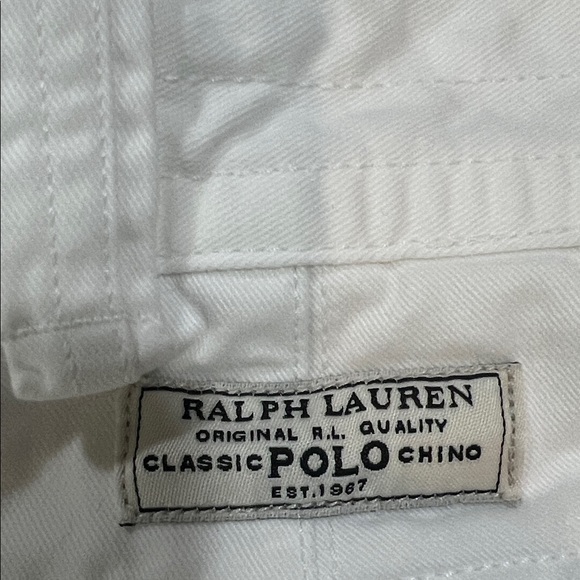 RALPH LAUREN
ORIGINAL R.L. QUALITY
CLASSIC POLO CHINO
EST. 1967